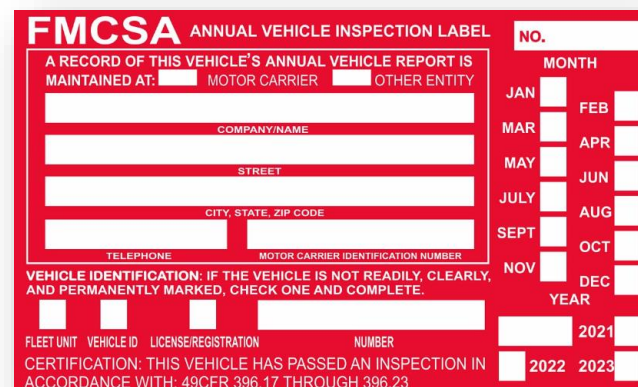 FMCSA ANNUAL VEHICLE INSPECTION LABEL
NO.
A RECORD OF THIS VEHICLE'S ANNUAL VEHICLE REPORT IS
MAINTAINED AT: MOTOR CARRIER OTHER ENTITY
COMPANY/NAME
STREET
CITY, STATE, ZIP CODE
TELEPHONE MOTOR CARRIER IDENTIFICATION NUMBER
MONTH
JAN
FEB
MAR
APR
MAY
JUN
JULY
AUG
SEPT
OCT
NOV
DEC
VEHICLE IDENTIFICATION: IF THE VEHICLE IS NOT READILY, CLEARLY,
AND PERMANENTLY MARKED, CHECK ONE AND COMPLETE.
FLEET UNIT VEHICLE ID LICENSE/REGISTRATION NUMBER
YEAR
2021
2022 2023
CERTIFICATION: THIS VEHICLE HAS PASSED AN INSPECTION IN
ACCORDANCE WITH: 49CFR 396.17 THROUGH 396.23